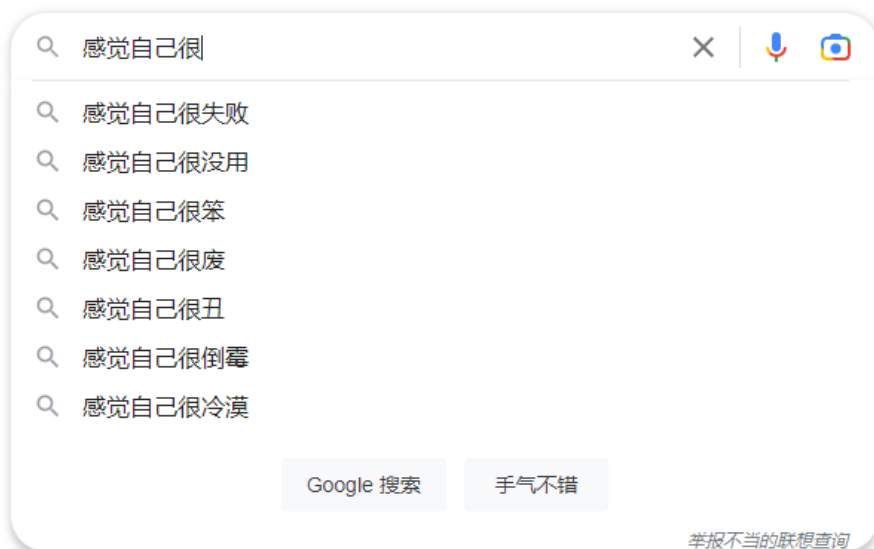 感觉自己很
感觉自己很失败
感觉自己很没用
感觉自己很笨
感觉自己很废
感觉自己很丑
感觉自己很倒霉
感觉自己很冷漠
Google 搜索 手气不错
举报不当的联想查询